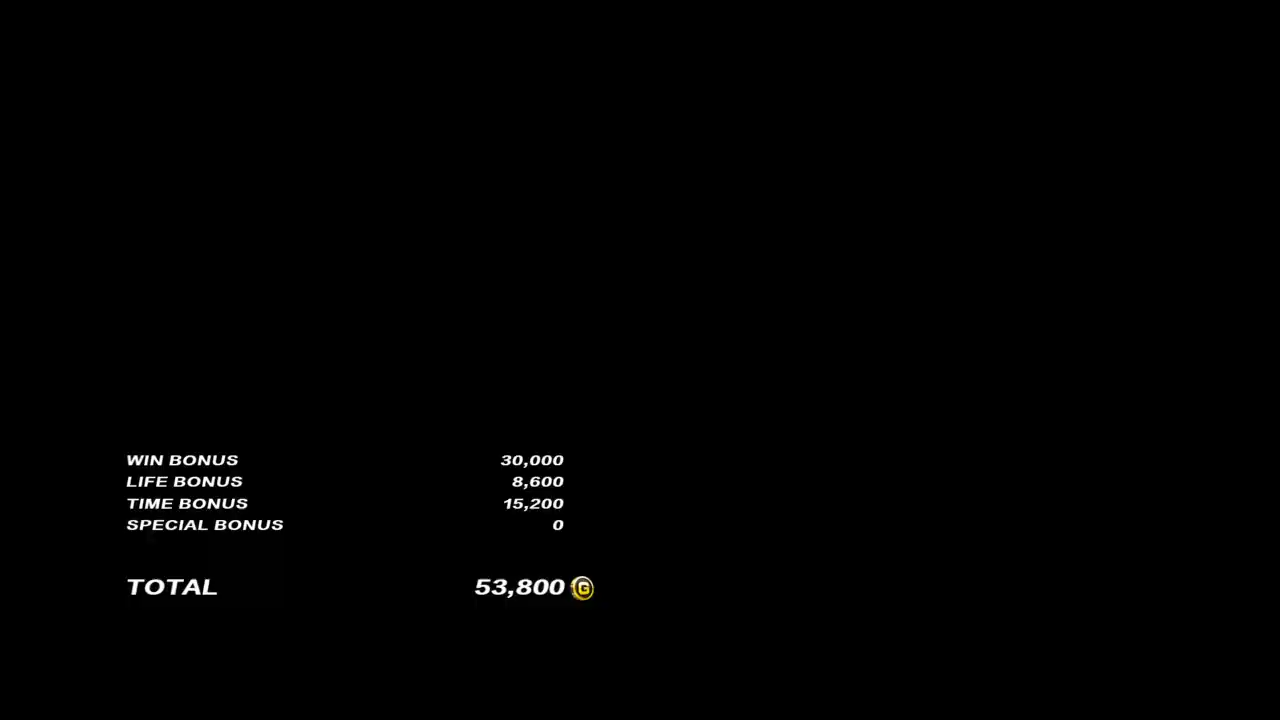 WIN BONUS 30,000
LIFE BONUS 8,600
TIME BONUS 15,200
SPECIAL BONUS 0
TOTAL 53,800 G